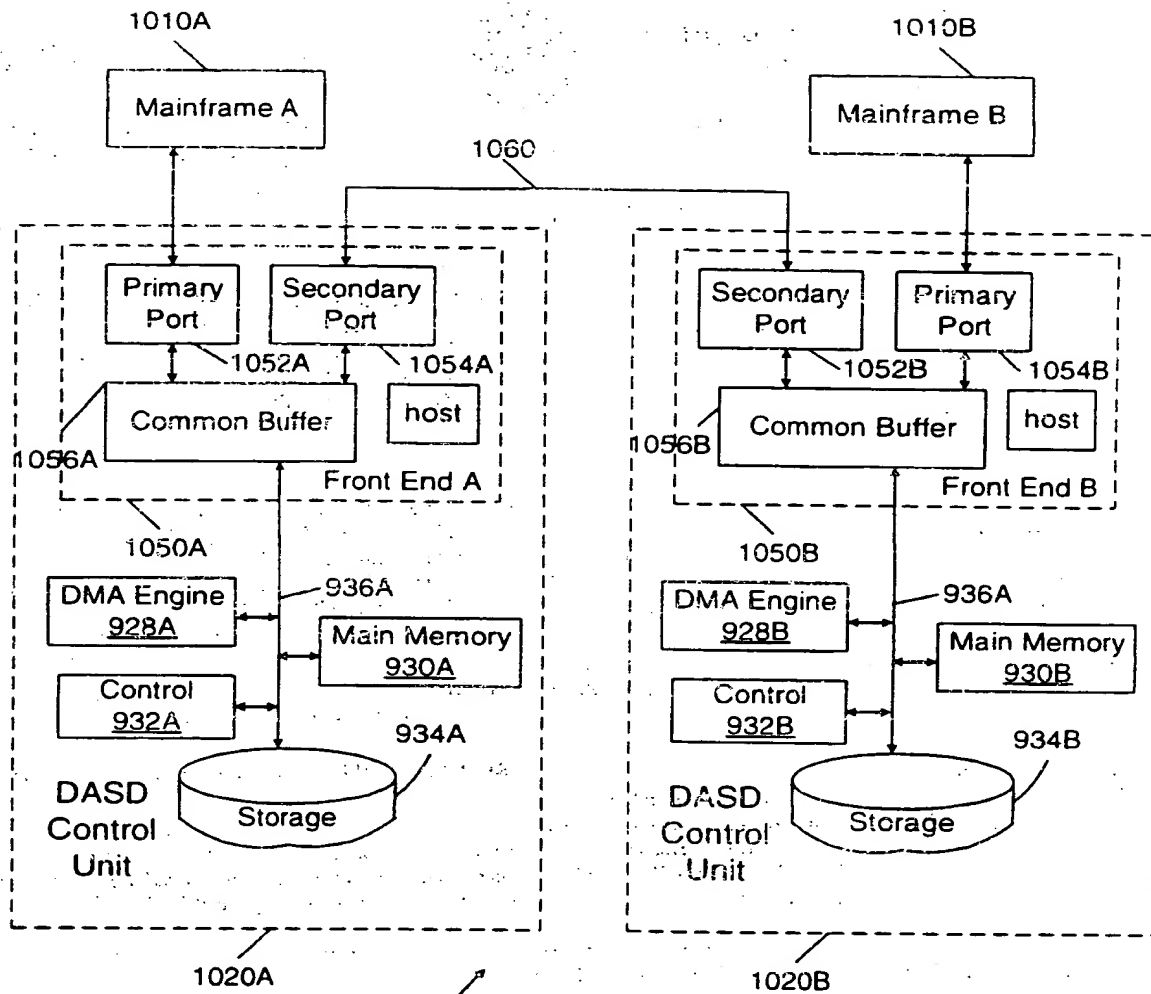 1010A
1010B
Mainframe A
Mainframe B
1060
Primary
Port
Secondary
Port
Secondary
Port
Primary
Port
1052A
1054A
1052B
1054B
Common Buffer
host
Common Buffer
host
1056A
1056B
Front End A
Front End B
1050A
1050B
DMA Engine
928A
936A
Main Memory
930A
DMA Engine
928B
936A
Main Memory
930B
Control
932A
934A
Control
932B
934B
Storage
DASD
Control
Unit
Storage
DASD
Control
Unit
1020A
1020B